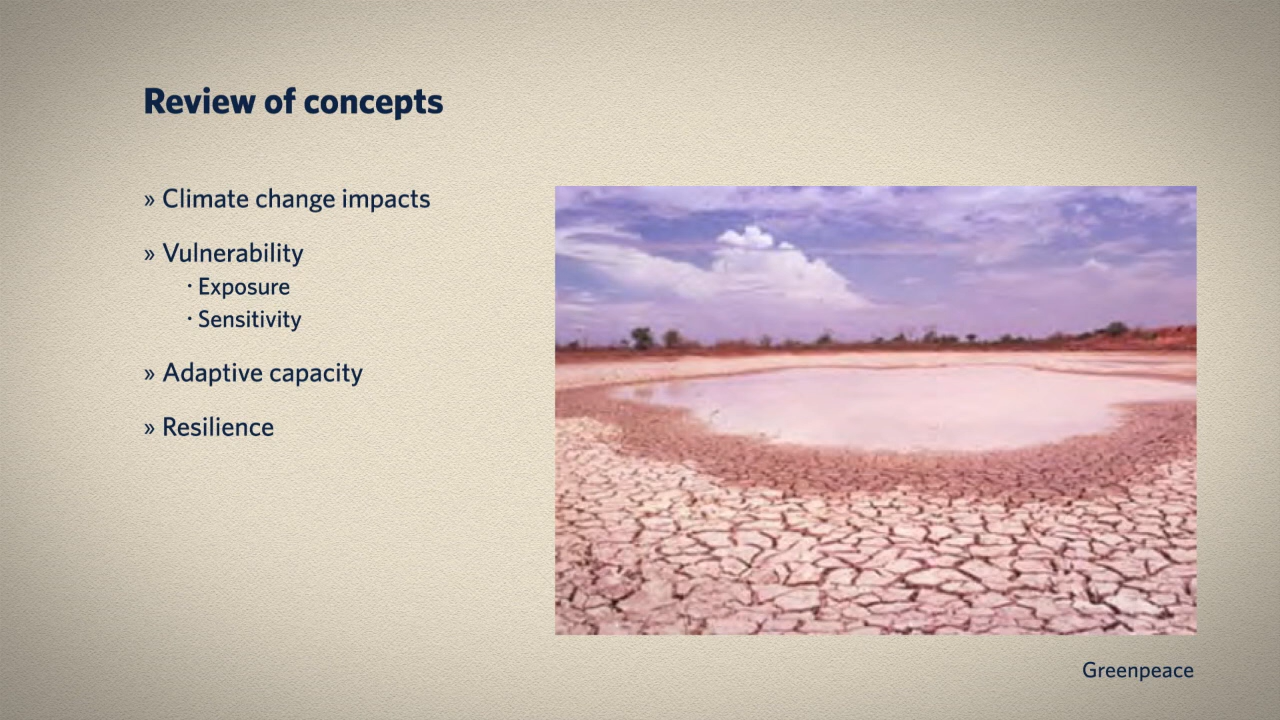 Review of concepts
» Climate change impacts
» Vulnerability
· Exposure
· Sensitivity
» Adaptive capacity
» Resilience
Greenpeace